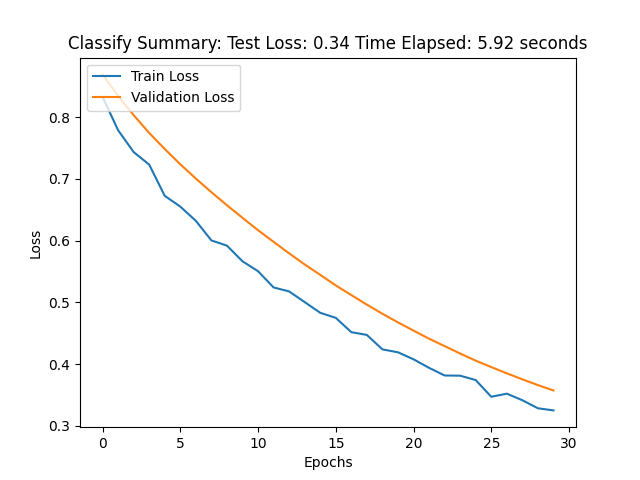 Classify Summary: Test Loss: 0.34 Time Elapsed: 5.92 seconds
Train Loss
Validation Loss
0.8
0.7
0.6
0.5
0.4
0.3
Loss
0 5 10 15 20 25 30
Epochs